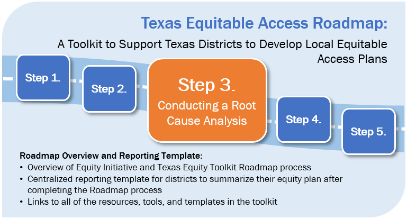 Texas Equitable Access Roadmap:
A Toolkit to Support Texas Districts to Develop Local Equitable
Access Plans
Step 1.
Step 2.
Step 3.
Conducting a Root
Cause Analysis
Step 4.
Step 5.
Roadmap Overview and Reporting Template:
• Overview of Equity Initiative and Texas Equity Toolkit Roadmap process
• Centralized reporting template for districts to summarize their equity plan after
completing the Roadmap process
• Links to all of the resources, tools, and templates in the toolkit